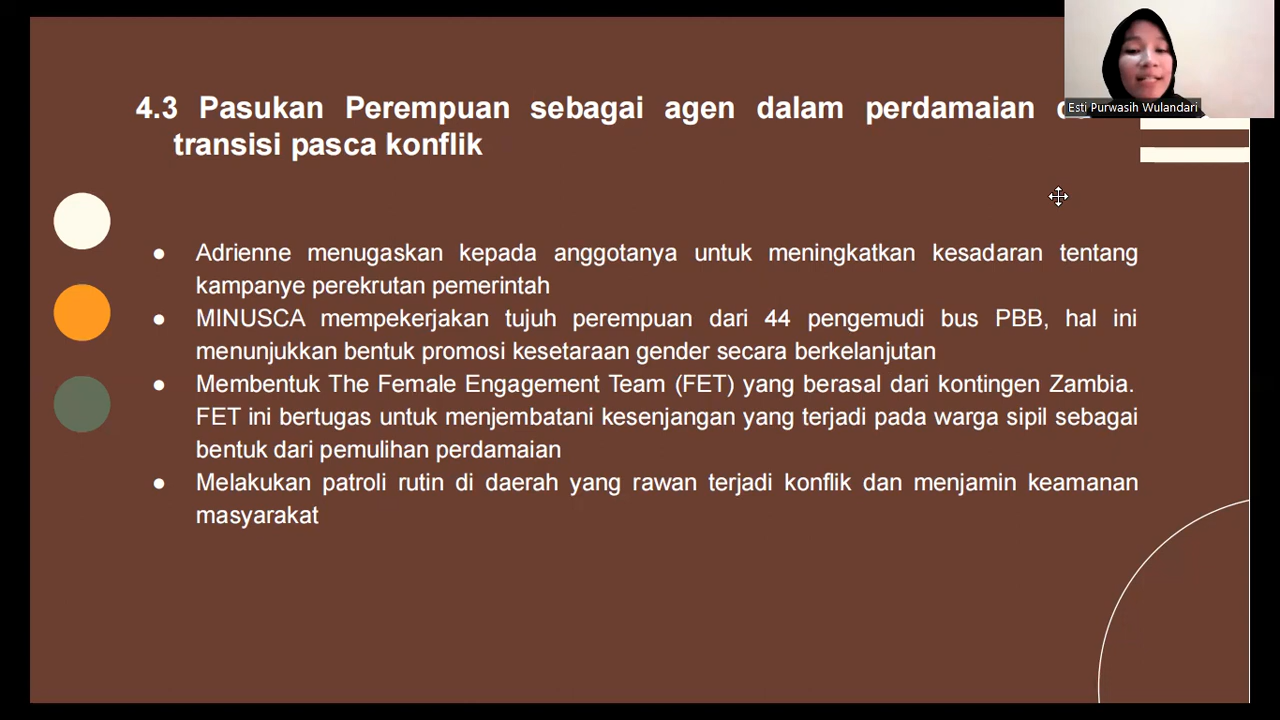 4.3 Pasukan Perempuan sebagai agen dalam perdamaian
transisi pasca konflik
Esti Purwasih Wulandari
● Adrienne menugaskan kepada anggotanya untuk meningkatkan kesadaran tentang
kampanye perekrutan pemerintah
● MINUSCA mempekerjakan tujuh perempuan dari 44 pengemudi bus PBB, hal ini
menunjukkan bentuk promosi kesetaraan gender secara berkelanjutan
● Membentuk The Female Engagement Team (FET) yang berasal dari kontingen Zambia.
FET ini bertugas untuk menjembatani kesenjangan yang terjadi pada warga sipil sebagai
bentuk dari pemulihan perdamaian
● Melakukan patroli rutin di daerah yang rawan terjadi konflik dan menjamin keamanan
masyarakat